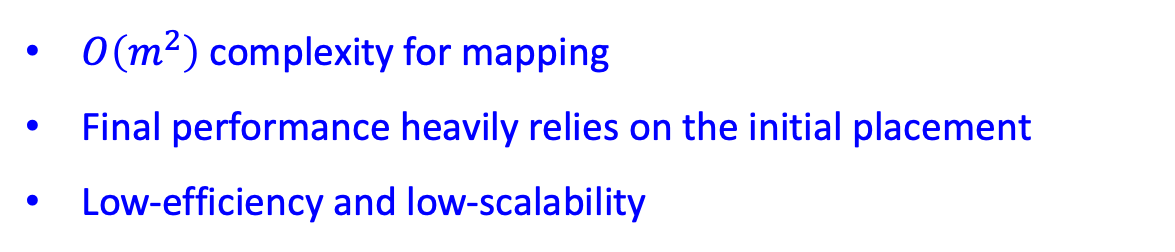 • O(m²) complexity for mapping
• Final performance heavily relies on the initial placement
• Low-efficiency and low-scalability